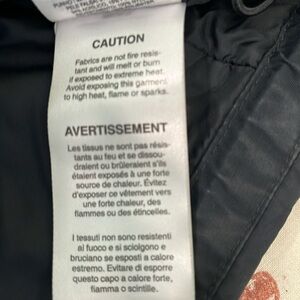 CAUTION
Fabrics are not fire resis-
tant and will melt or burn
if exposed to extreme heat.
Avoid exposing this garment
to high heat, flame or sparks.
AVERTISSEMENT
Les tissus ne sont pas résis-
tants au feu et se dissou-
draient ou brûleraient s'ils
étaient exposés à une forte
source de chaleur. Évitez
d'exposer ce vêtement vers
une forte chaleur, des
flammes ou des étincelles.
I tessuti non sono resistenti
al fuoco e si sciolgono e
bruciano se esposti a calore
estremo. Evitare di esporre
questo capo a calore forte,
fiamma o scintille.